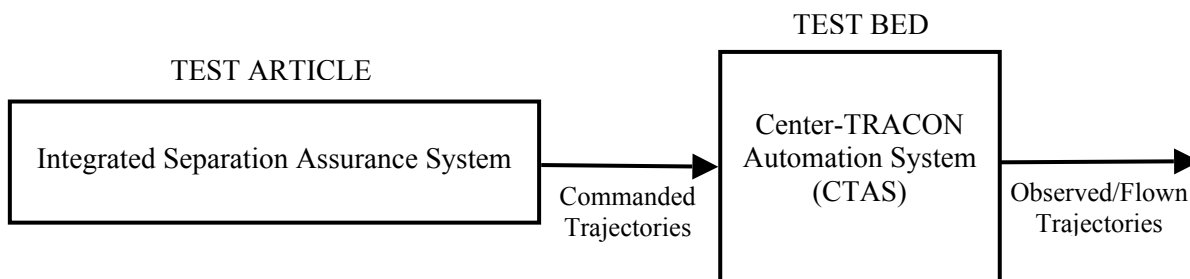 TEST ARTICLE
Integrated Separation Assurance System
Commanded
Trajectories
TEST BED
Center-TRACON
Automation System
(CTAS)
Observed/Flown
Trajectories